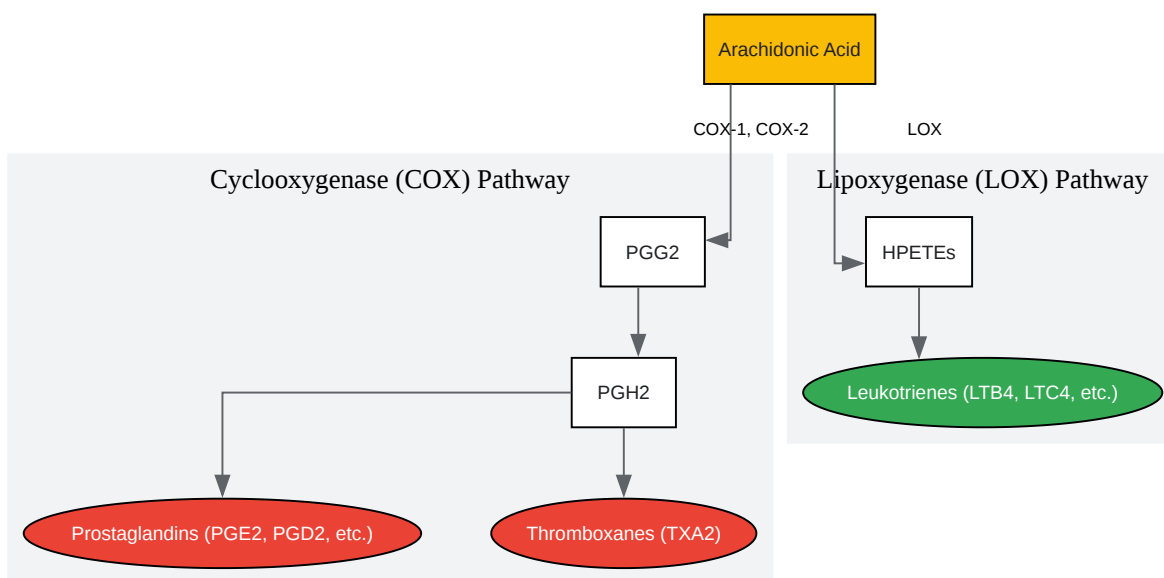 Arachidonic Acid
COX-1, COX-2
LOX
Cyclooxygenase (COX) Pathway
Lipoxygenase (LOX) Pathway
PGG2
HPETEs
PGH2
Leukotrienes (LTB4, LTC4, etc.)
Prostaglandins (PGE2, PGD2, etc.)
Thromboxanes (TXA2)